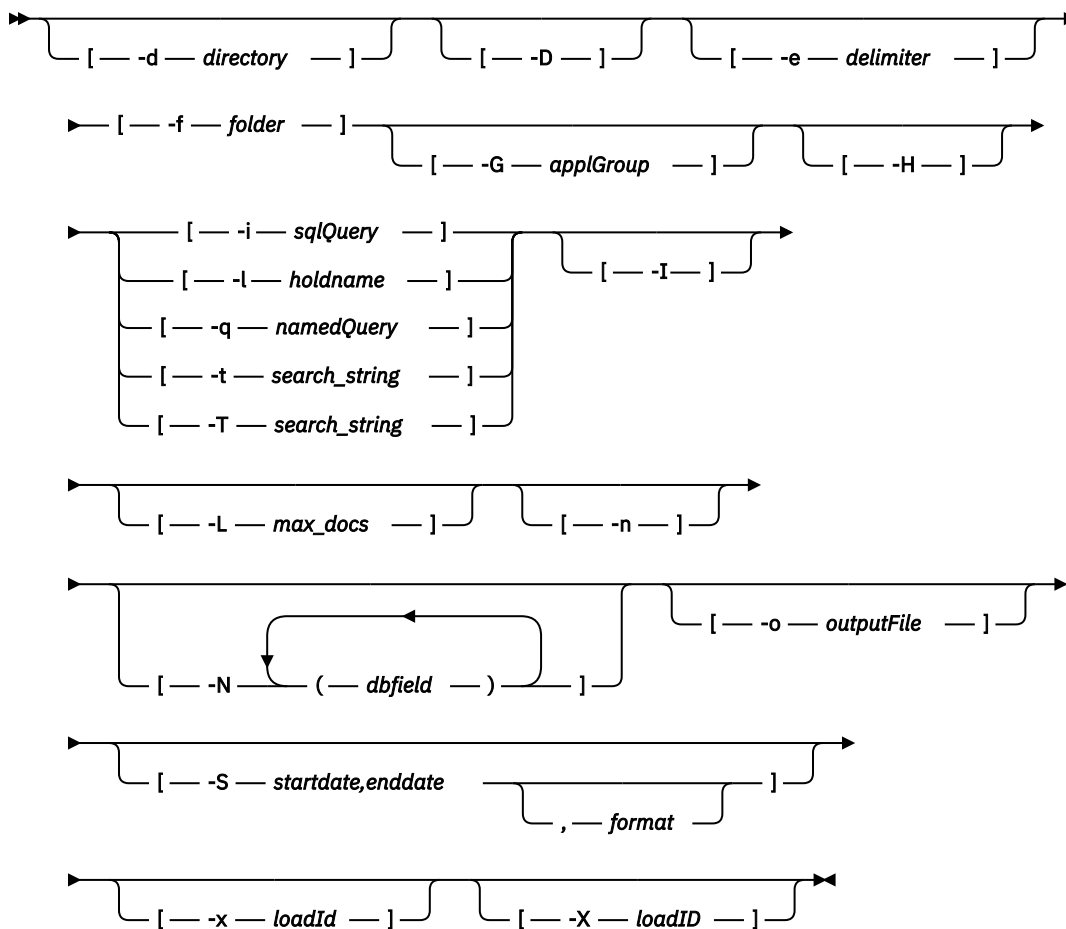 [ -d directory ] [ -D ] [ -e delimiter ]
[ -f folder ]
[ -G applGroup ] [ -H ]
[ -i sqlQuery ]
[ -l holdname ] [ -I ]
[ -q namedQuery ]
[ -t search_string ]
[ -T search_string ]
[ -L max_docs ] [ -n ]
[ -o outputFile ]
[ -N ( dbfield ) ]
[ -S startdate,enddate ]
, format
[ -x loadId ] [ -X loadID ]